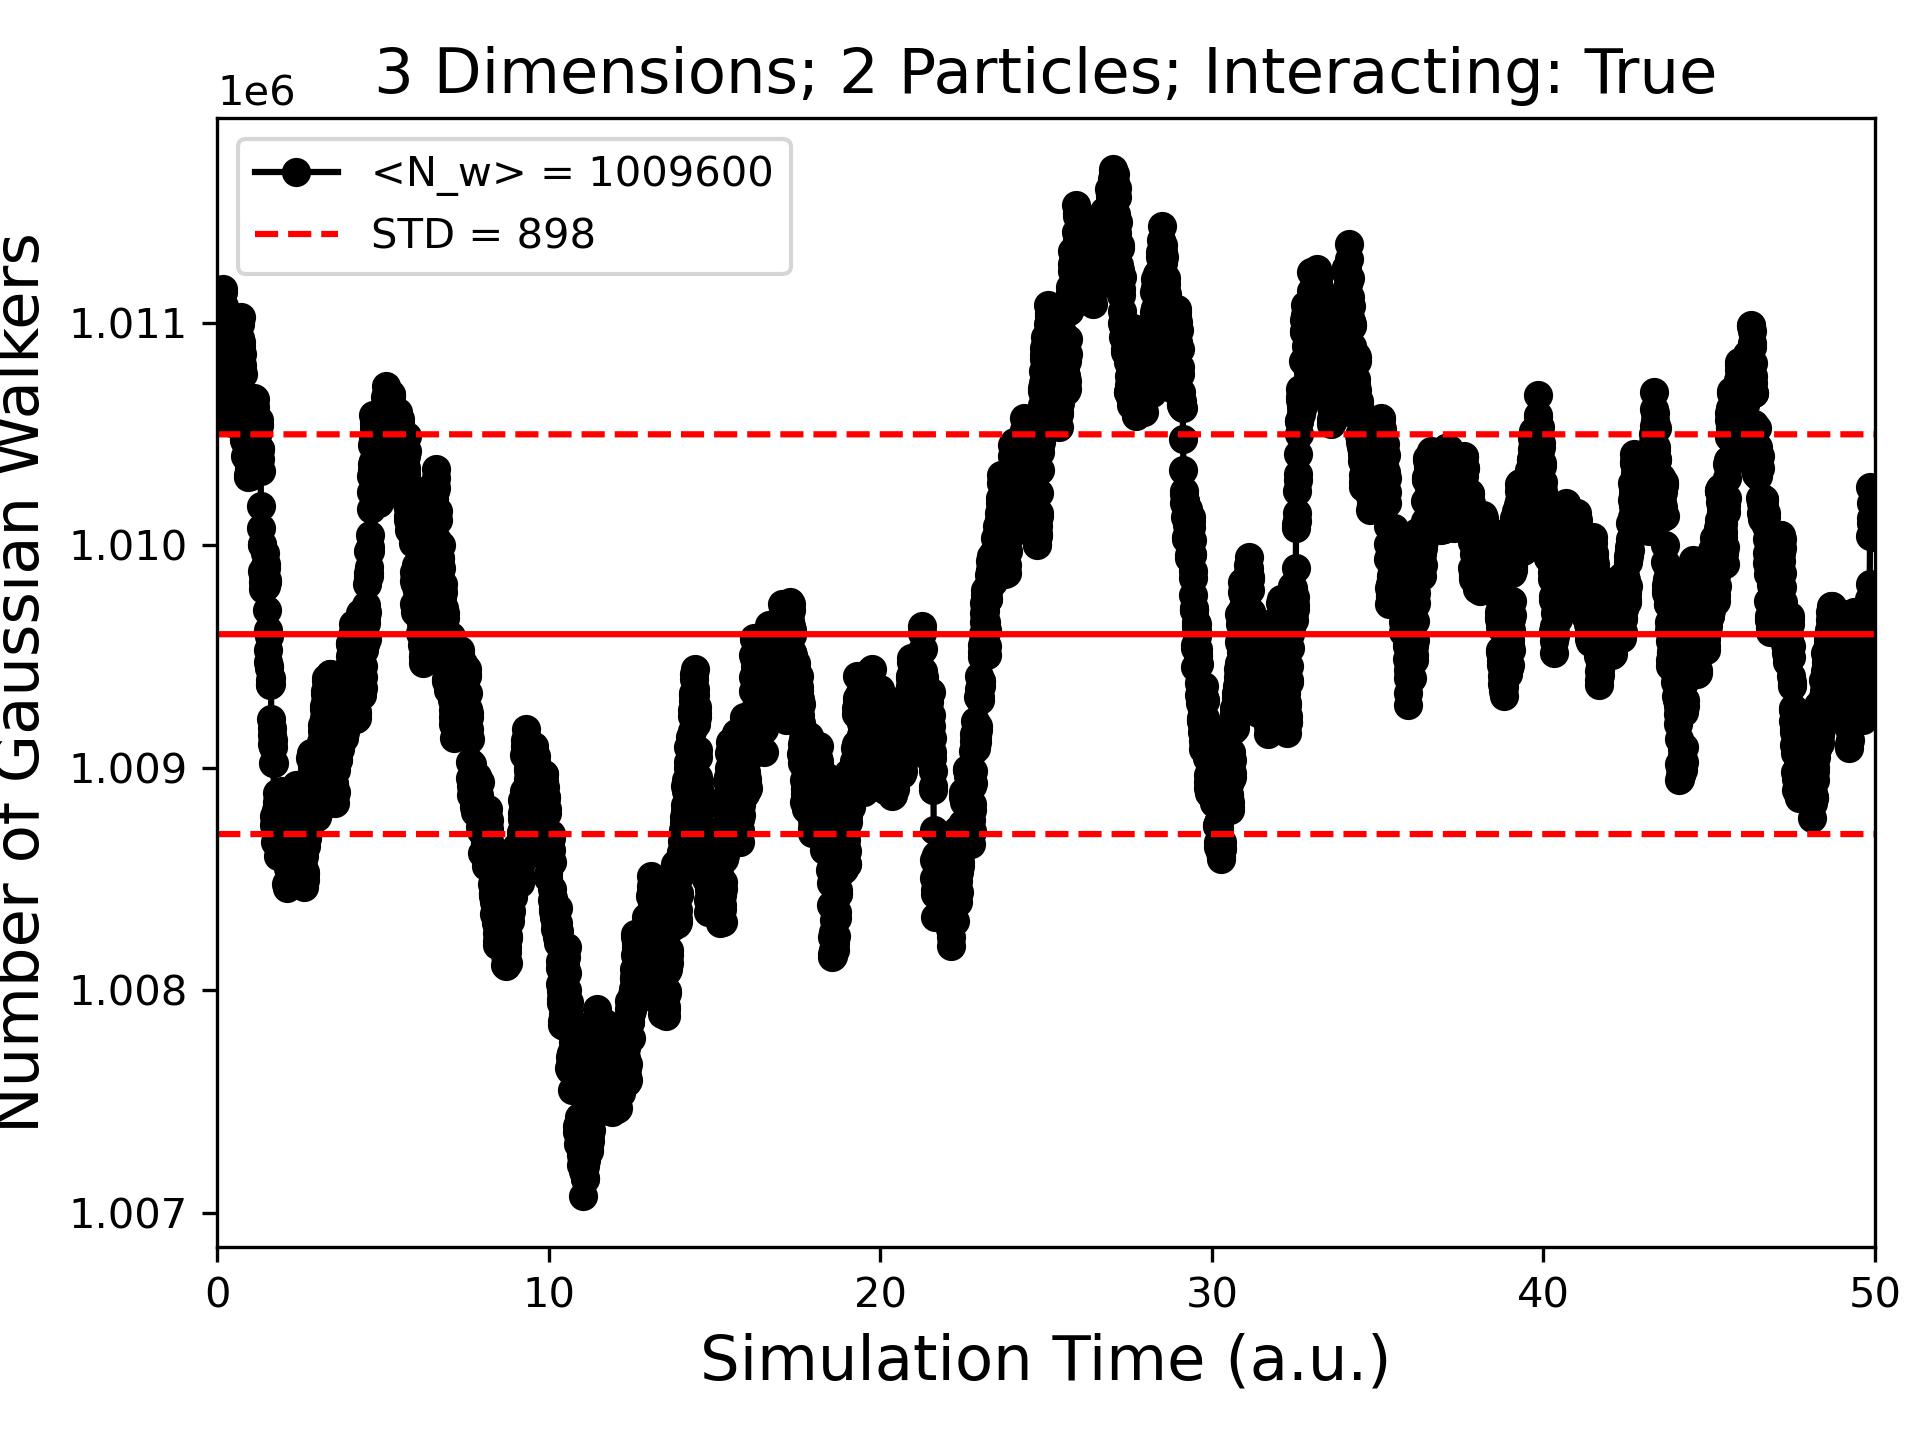 3 Dimensions; 2 Particles; Interacting: True
1e6
<N_w> = 1009600
STD = 898
Number of Gaussian Walkers
1.011
1.010
1.009
1.008
1.007
0 10 20 30 40 50
Simulation Time (a.u.)